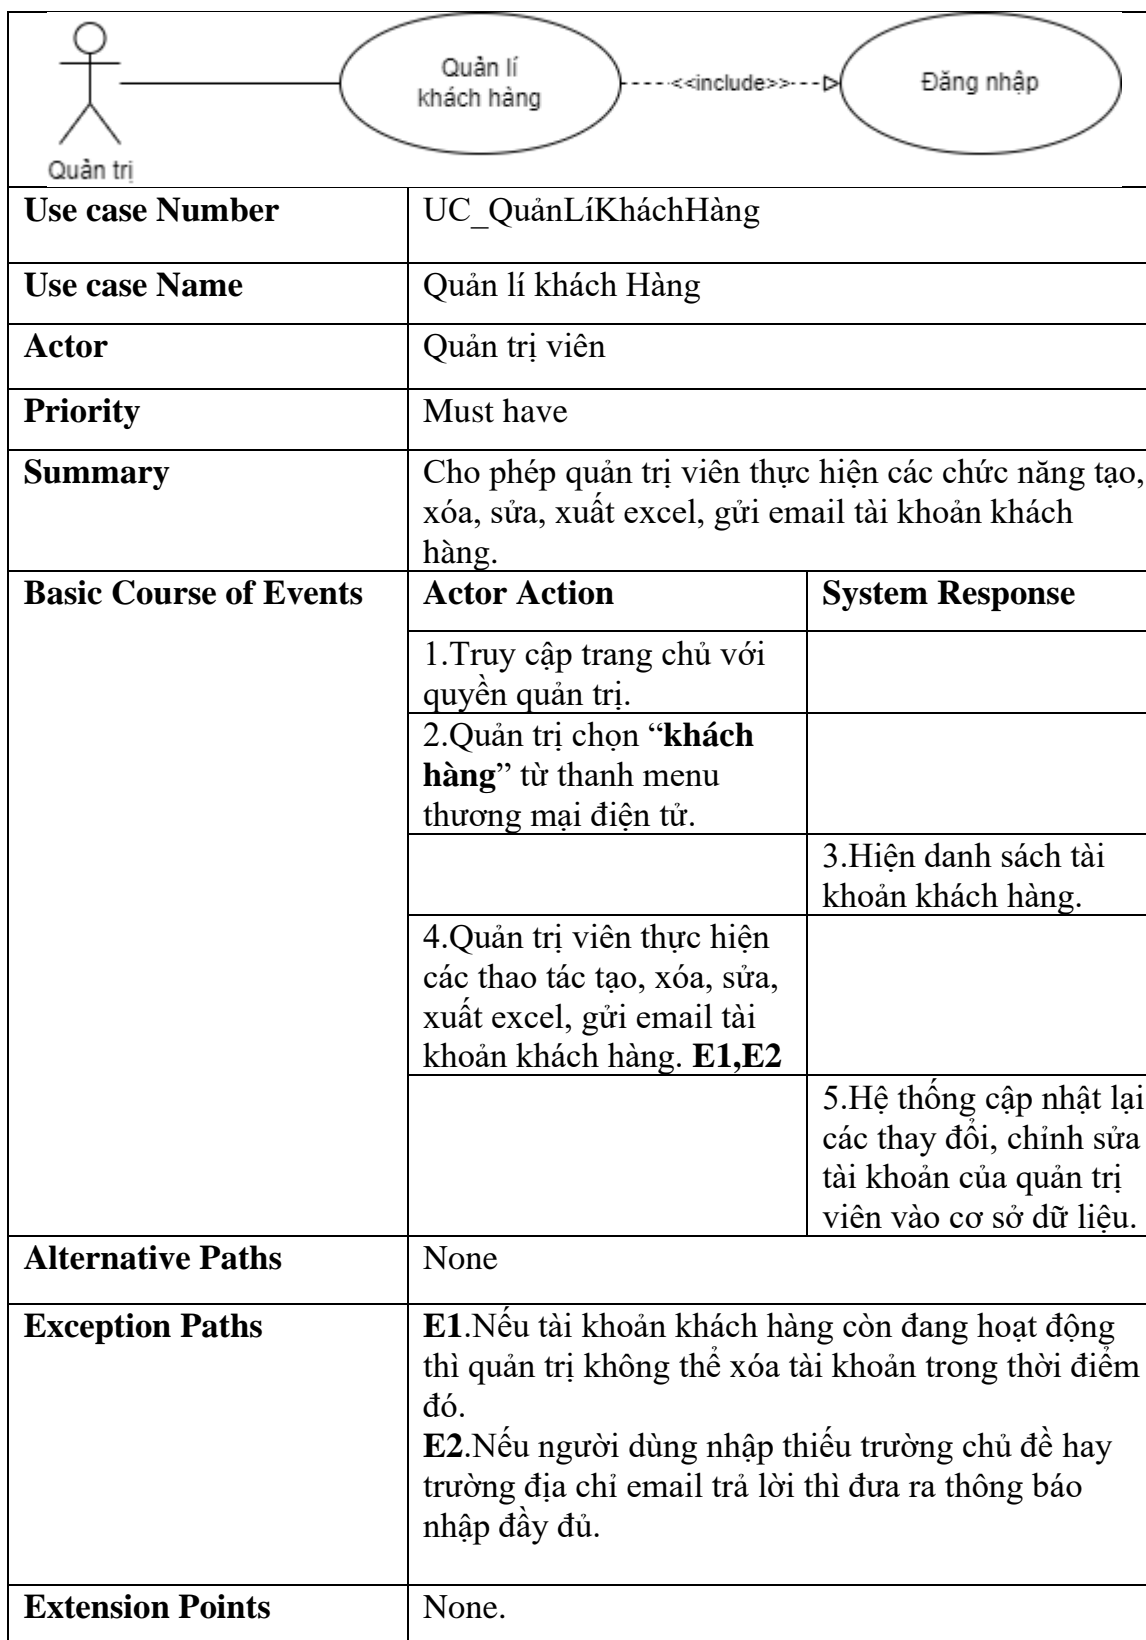 Quản lí
khách hàng
<<include>>
Đăng nhập
Quản trị
Use case Number
UC_QuảnLíKháchHàng
Use case Name
Quản lí khách Hàng
Actor
Quản trị viên
Priority
Must have
Summary
Cho phép quản trị viên thực hiện các chức năng tạo,
xóa, sửa, xuất excel, gửi email tài khoản khách
hàng.
Basic Course of Events
Actor Action
System Response
1.Truy cập trang chủ với
quyền quản trị.
2.Quản trị chọn “khách
hàng” từ thanh menu
thương mại điện tử.
3.Hiện danh sách tài
khoản khách hàng.
4.Quản trị viên thực hiện
các thao tác tạo, xóa, sửa,
xuất excel, gửi email tài
khoản khách hàng. E1,E2
5.Hệ thống cập nhật lại
các thay đổi, chỉnh sửa
tài khoản của quản trị
viên vào cơ sở dữ liệu.
Alternative Paths
None
Exception Paths
E1.Nếu tài khoản khách hàng còn đang hoạt động
thì quản trị không thể xóa tài khoản trong thời điểm
đó.
E2.Nếu người dùng nhập thiếu trường chủ đề hay
trường địa chỉ email trả lời thì đưa ra thông báo
nhập đầy đủ.
Extension Points
None.